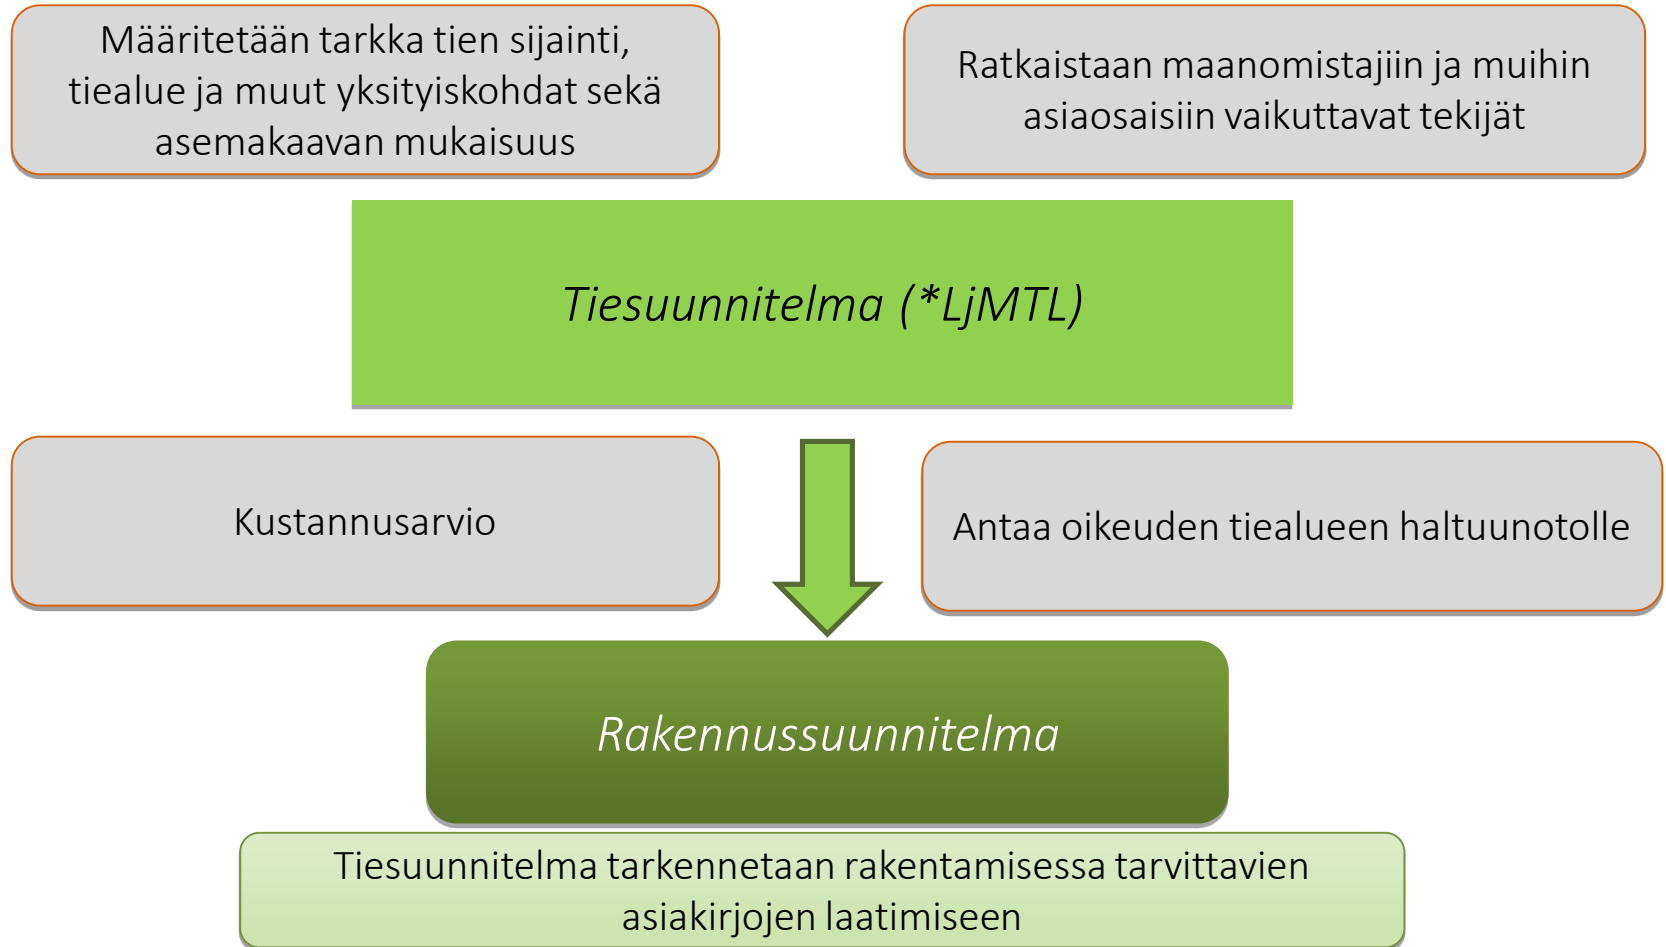 Määritetään tarkka tien sijainti,
tiealue ja muut yksityiskohdat sekä
asemakaavan mukaisuus
Ratkaistaan maanomistajiin ja muihin
asiaosaisiin vaikuttavat tekijät
Tiesuunnitelma (*LjMTL)
Kustannusarvio
Antaa oikeuden tiealueen haltuunotolle
Rakennussuunnitelma
Tiesuunnitelma tarkennetaan rakentamisessa tarvittavien
asiakirjojen laatimiseen